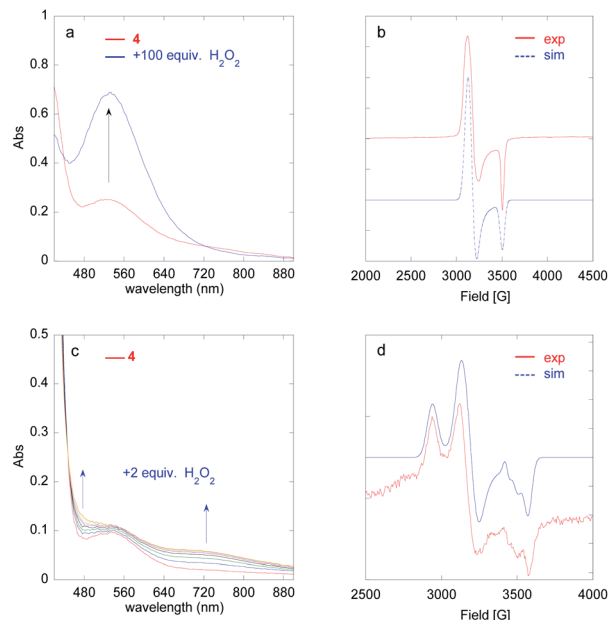 a
4
+100 equiv. H2O2
Abs
1
0.8
0.6
0.4
0.2
0
480 560 640 720 800 880
wavelength (nm)
b
exp
sim
2000 2500 3000 3500 4000 4500
Field [G]
c
4
+2 equiv. H2O2
Abs
0.5
0.4
0.3
0.2
0.1
0
480 560 640 720 800 880
wavelength (nm)
d
exp
sim
2500 3000 3500 4000
Field [G]